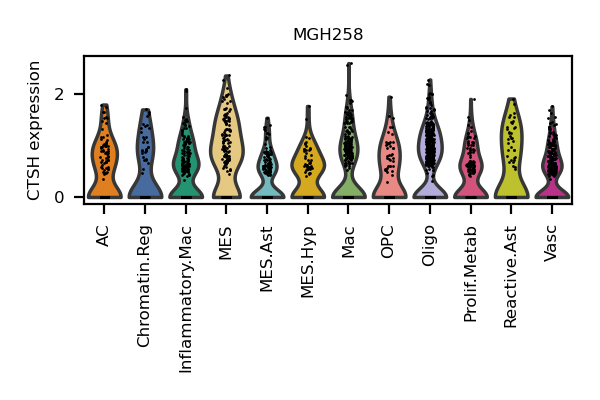 MGH258
CTSH expression
2
0
AC
Chromatin.Reg
Inflammatory.Mac
MES
MES.Ast
MES.Hyp
Mac
OPC
Oligo
Prolif.Metab
Reactive.Ast
Vasc